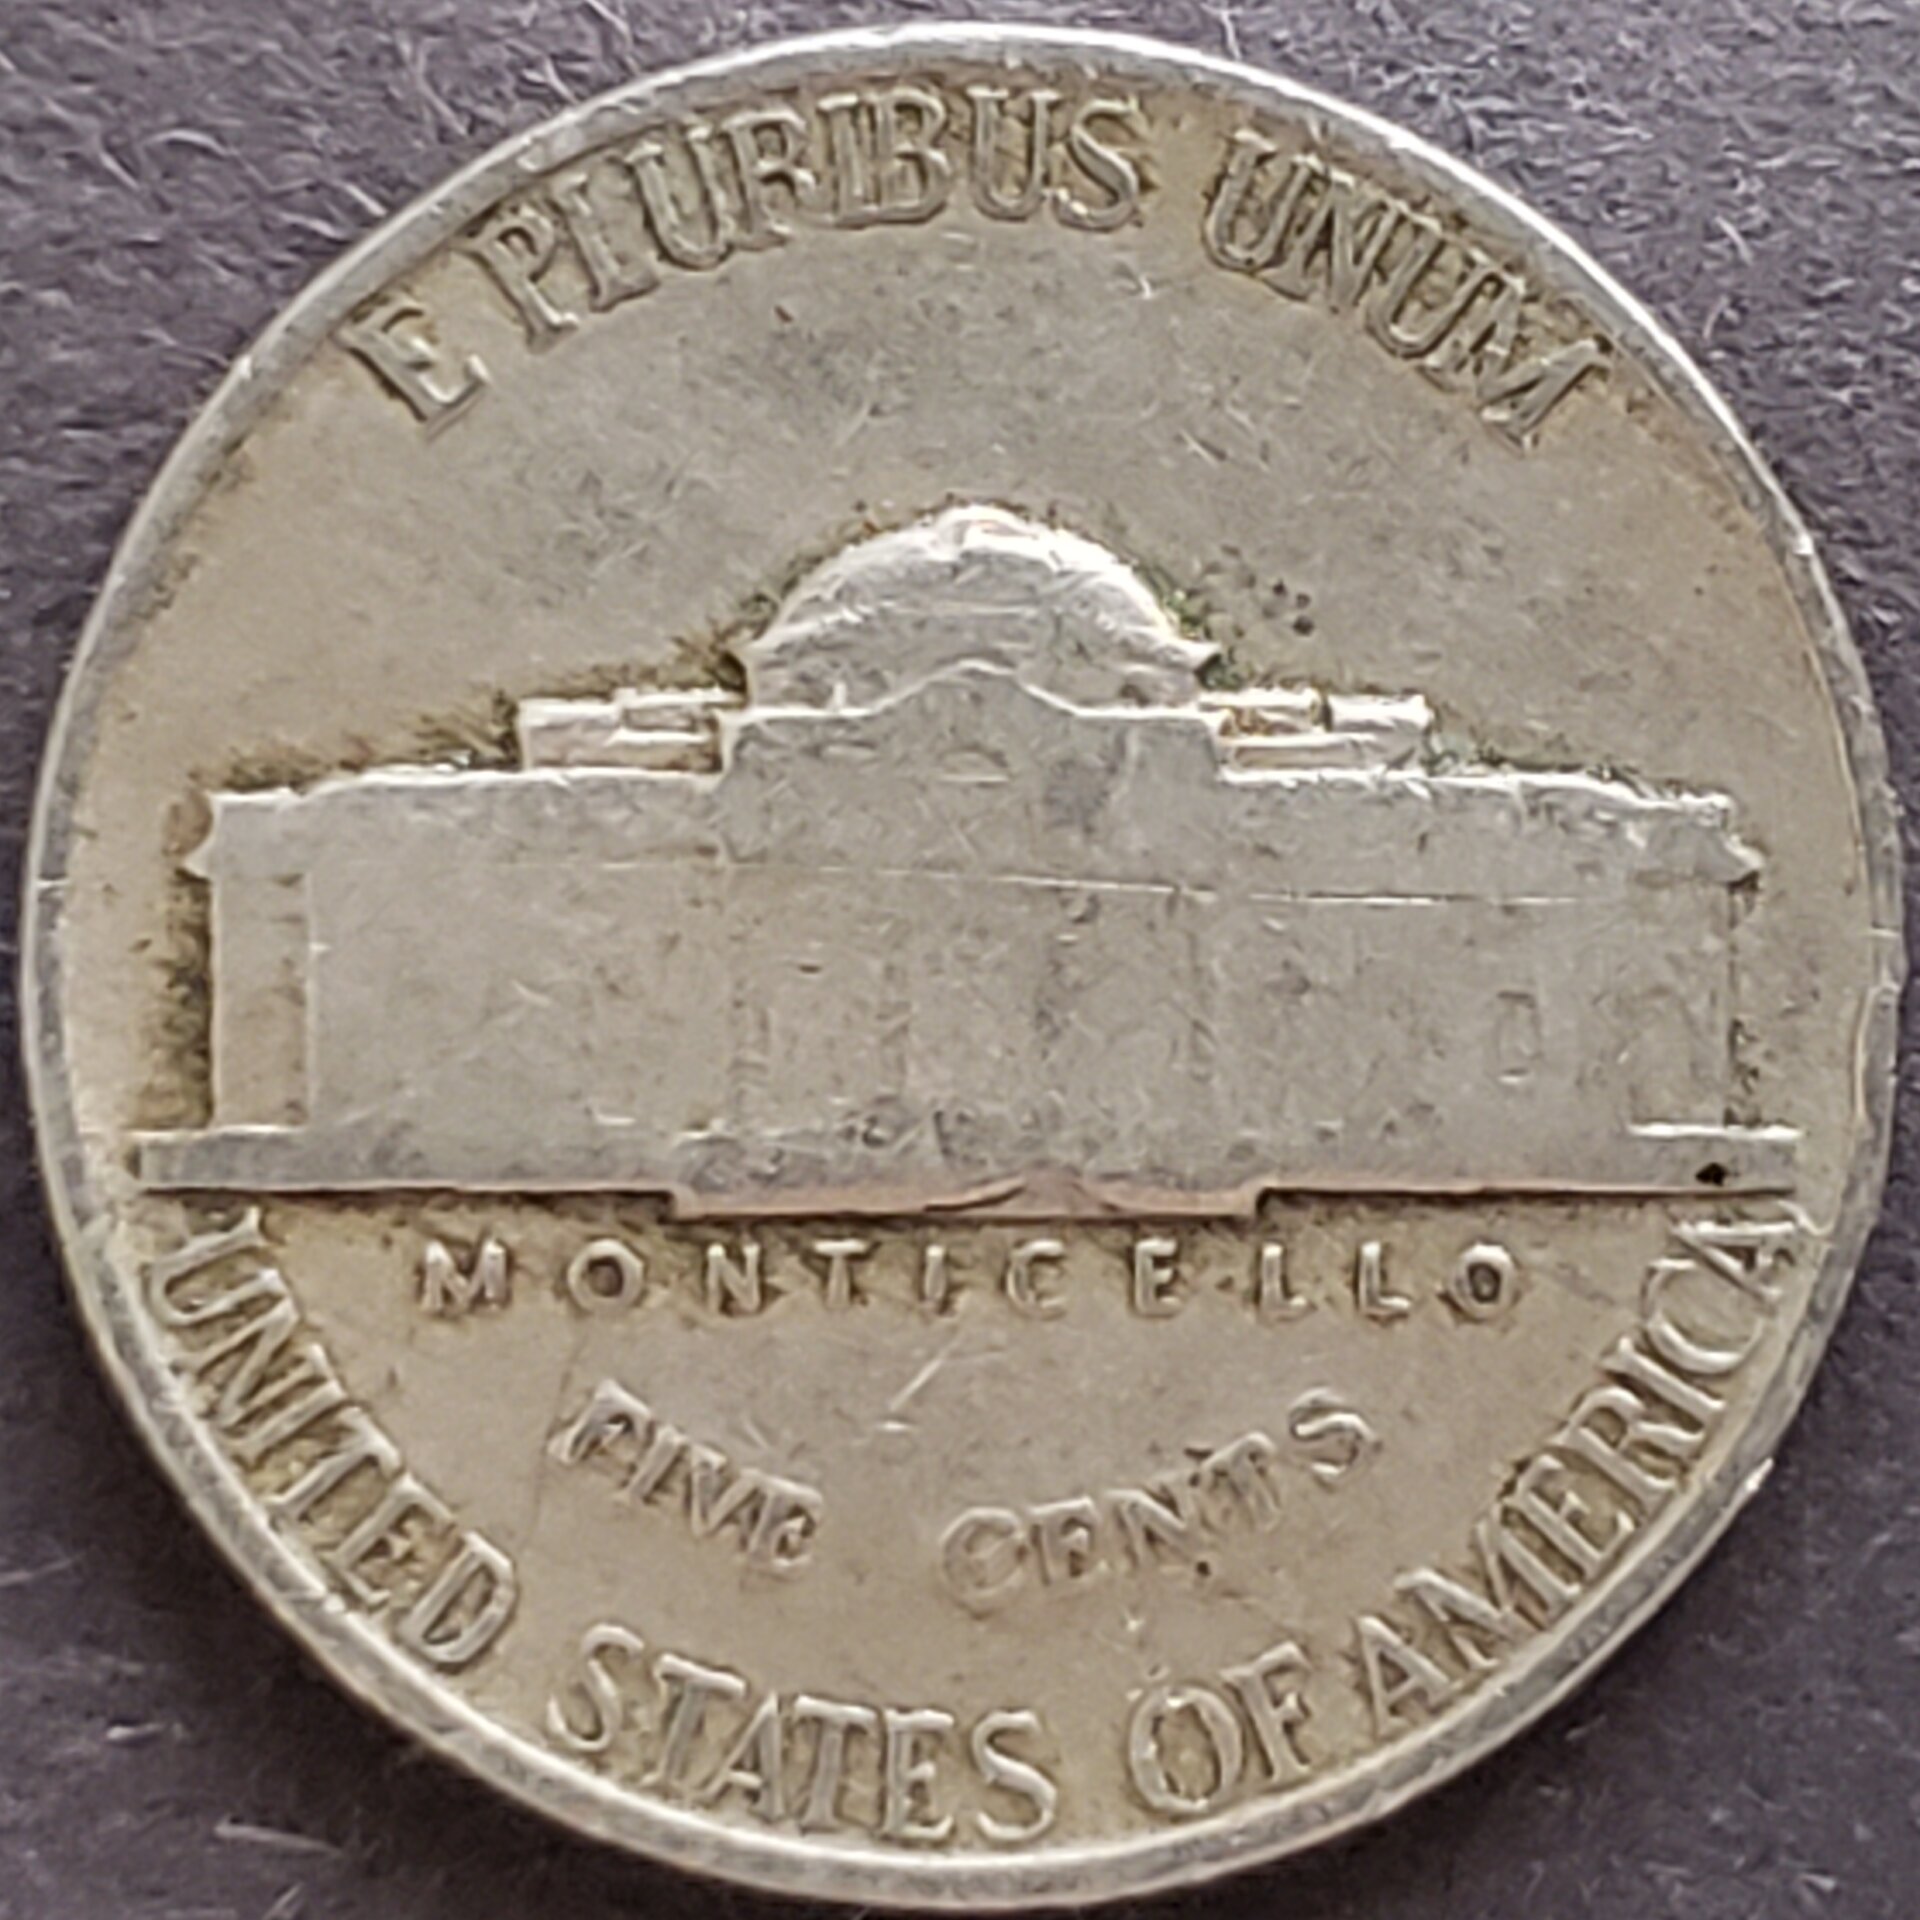 E PLURIBUS UNUM
MONTICELLO
FIVE CENTS
UNITED STATES OF AMERICA